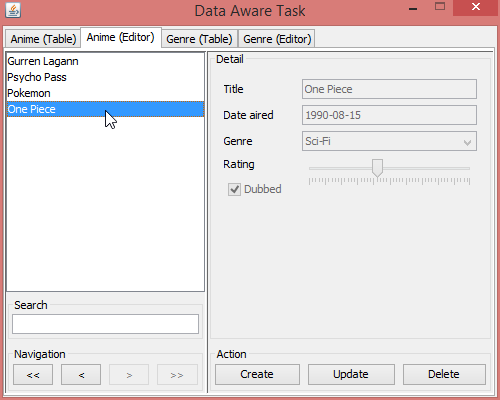 Data Aware Task
Anime (Table) Anime (Editor) Genre (Table) Genre (Editor)
Gurren Lagann
Psycho Pass
Pokemon
One Piece
Detail
Title One Piece
Date aired 1990-08-15
Genre Sci-Fi
Rating
Dubbed
Search
Navigation
<< < > >>
Action
Create Update Delete